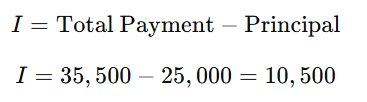 I = Total Payment – Principal
I = 35,500 – 25,000 = 10,500